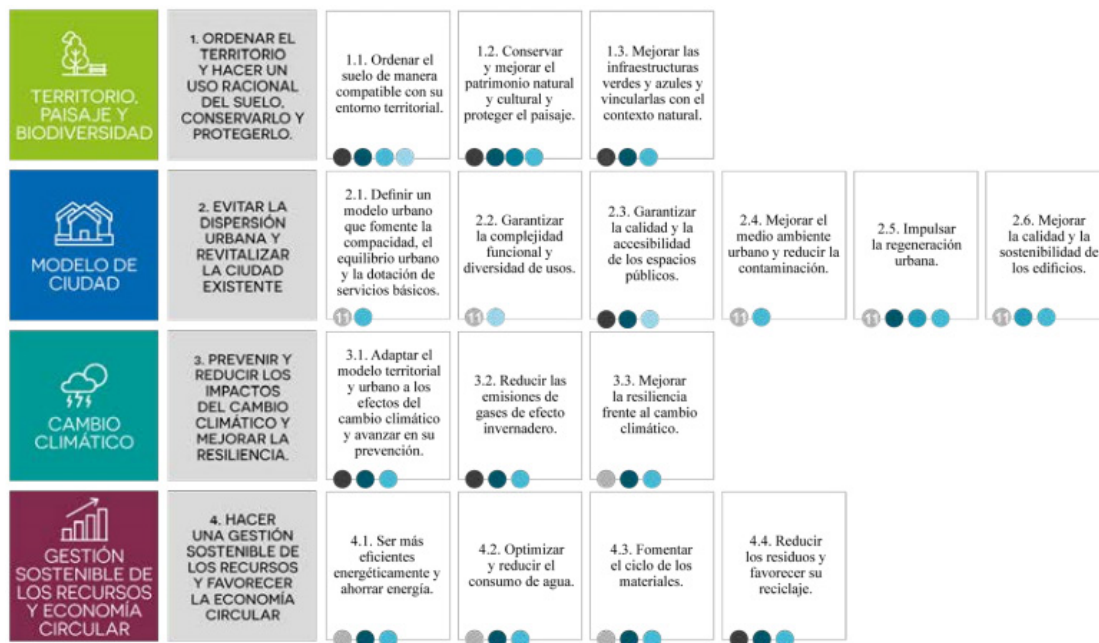 TERRITORIO,
PAISAJE Y
BIODIVERSIDAD
1. ORDENAR EL
TERRITORIO
Y HACER UN
USO RACIONAL
DEL SUELO,
CONSERVARLO Y
PROTEGERLO.
1.1. Ordenar el
suelo de manera
compatible con su
entorno territorial.
1.2. Conservar
y mejorar el
patrimonio natural
y cultural y
proteger el paisaje.
1.3. Mejorar las
infraestructuras
verdes y azules y
vincularlas con el
contexto natural.
MODELO DE
CIUDAD
2. EVITAR LA
DISPERSIÓN
URBANA Y
REVITALIZAR
LA CIUDAD
EXISTENTE
2.1. Definir un
modelo urbano
que fomente la
compacidad, el
equilibrio urbano
y la dotación de
servicios básicos.
11
2.2. Garantizar
la complejidad
funcional y
diversidad de usos.
11
2.3. Garantizar
la calidad y la
accesibilidad
de los espacios
públicos.
2.4. Mejorar el
medio ambiente
urbano y reducir la
contaminación.
11
2.5. Impulsar
la regeneración
urbana.
11
2.6. Mejorar
la calidad y la
sostenibilidad de
los edificios.
11
CAMBIO
CLIMÁTICO
3. PREVENIR Y
REDUCIR LOS
IMPACTOS
DEL CAMBIO
CLIMÁTICO Y
MEJORAR LA
RESILIENCIA.
3.1. Adaptar el
modelo territorial
y urbano a los
efectos del
cambio climático
y avanzar en su
prevención.
3.2. Reducir las
emisiones de
gases de efecto
invernadero.
3.3. Mejorar
la resiliencia
frente al cambio
climático.
GESTIÓN
SOSTENIBLE DE
LOS RECURSOS
Y ECONOMÍA
CIRCULAR
4. HACER
UNA GESTIÓN
SOSTENIBLE DE
LOS RECURSOS
Y FAVORECER
LA ECONOMÍA
CIRCULAR
4.1. Ser más
eficientes
energéticamente y
ahorrar energía.
4.2. Optimizar
y reducir el
consumo de agua.
4.3. Fomentar
el ciclo de los
materiales.
4.4. Reducir
los residuos y
favorecer su
reciclaje.